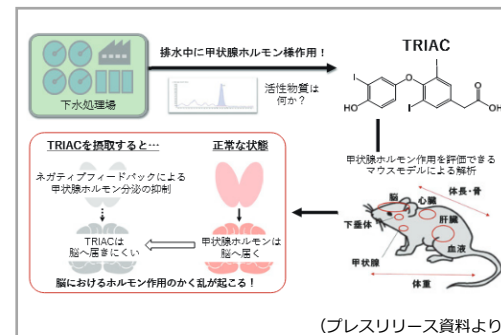 排水中に甲状腺ホルモン様作用！
TRIAC
下水処理場
活性物質は
何か？
I
O
I
HO
I
O
OH
TRIACを摂取すると…
正常な状態
ネガティブフィードバックによる
甲状腺ホルモン分泌の抑制
TRIACは
脳へ届きにくい
甲状腺ホルモンは
脳へ届く
脳におけるホルモン作用のかく乱が起こる！
甲状腺ホルモン作用を評価できる
マウスモデルによる解析
体長・骨
脳
心臓
肝臓
下垂体
血液
甲状腺
体重
（プレスリリース資料より